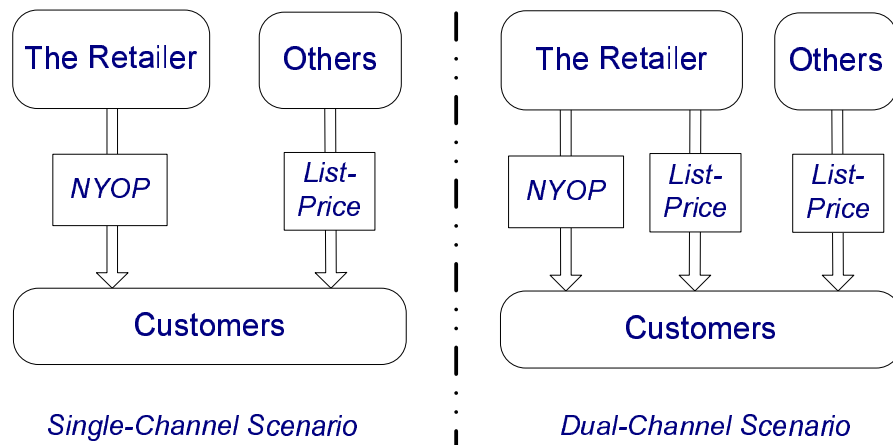 The Retailer
Others
NYOP
List-
Price
Customers
Single-Channel Scenario
The Retailer
Others
NYOP
List-
Price
List-
Price
Customers
Dual-Channel Scenario